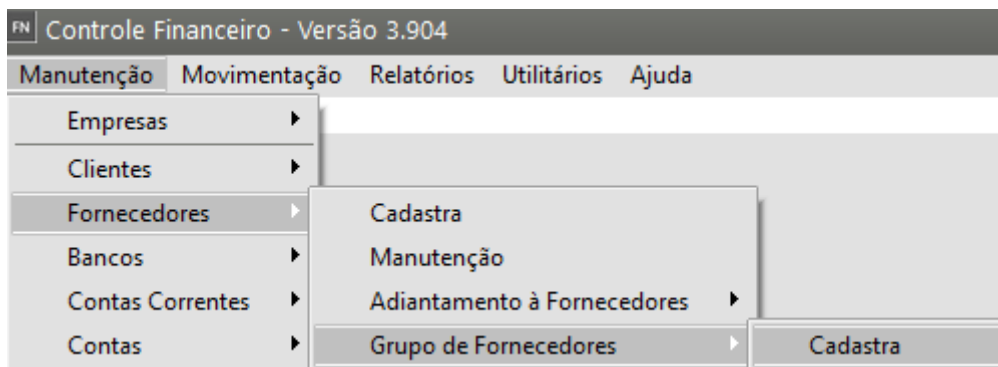 FN Controle Financeiro - Versão 3.904
Manutenção Movimentação Relatórios Utilitários Ajuda
Empresas
Clientes
Fornecedores Cadastra
Bancos Manutenção
Contas Correntes Adiantamento à Fornecedores
Contas Grupo de Fornecedores Cadastra